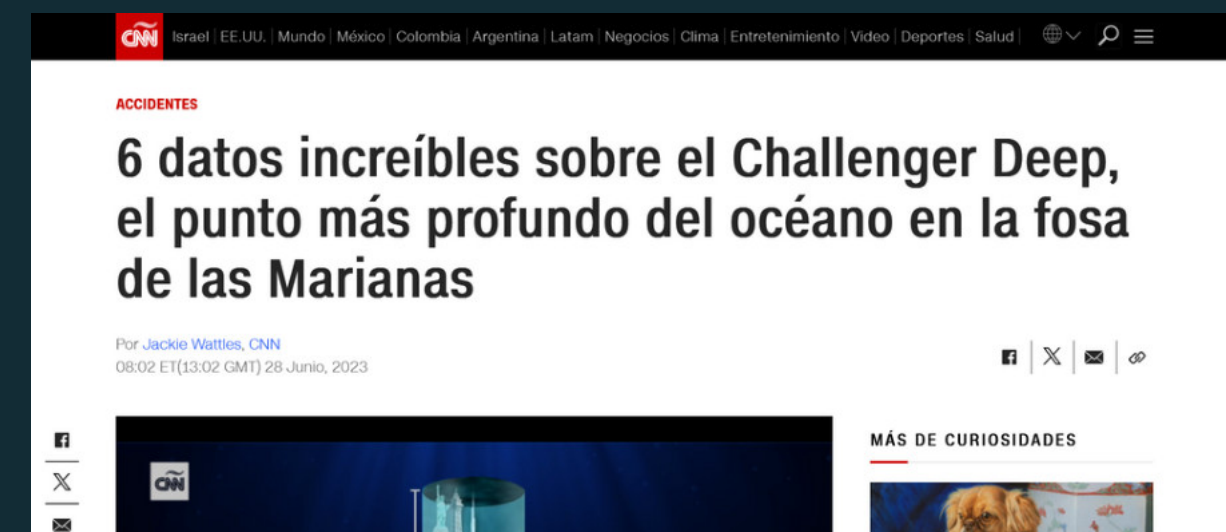 CÑN Israel | EE.UU. | Mundo | México | Colombia | Argentina | Latam | Negocios | Clima | Entretenimiento | Video | Deportes | Salud |
ACCIDENTES
6 datos increíbles sobre el Challenger Deep,
el punto más profundo del océano en la fosa
de las Marianas
Por Jackie Wattles, CNN
08:02 ET(13:02 GMT) 28 Junio, 2023
MÁS DE CURIOSIDADES
CÑN